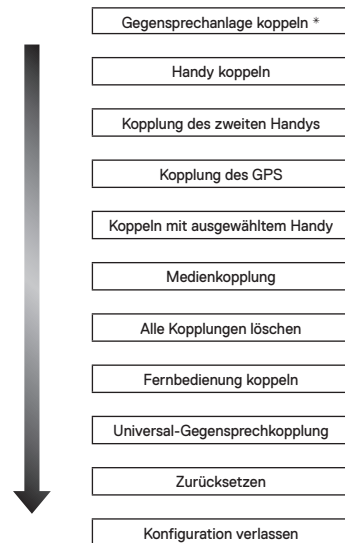 Gegensprechanlage koppeln *
Handy koppeln
Kopplung des zweiten Handys
Kopplung des GPS
Koppeln mit ausgewähltem Handy
Medienkopplung
Alle Kopplungen löschen
Fernbedienung koppeln
Universal-Gegensprechkopplung
Zurücksetzen
Konfiguration verlassen